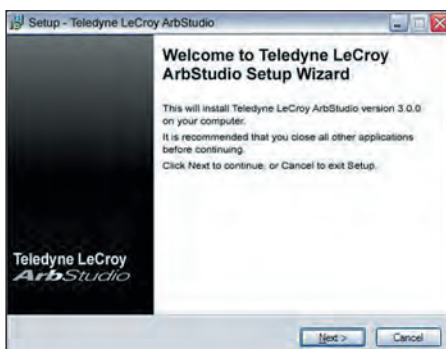 Setup - Teledyne LeCroy ArbStudio
Welcome to Teledyne LeCroy
ArbStudio Setup Wizard
This will install Teledyne LeCroy ArbStudio version 3.0.0
on your computer.
It is recommended that you close all other applications
before continuing.
Click Next to continue, or Cancel to exit Setup.
Teledyne LeCroy
ArbStudio
Next >
Cancel